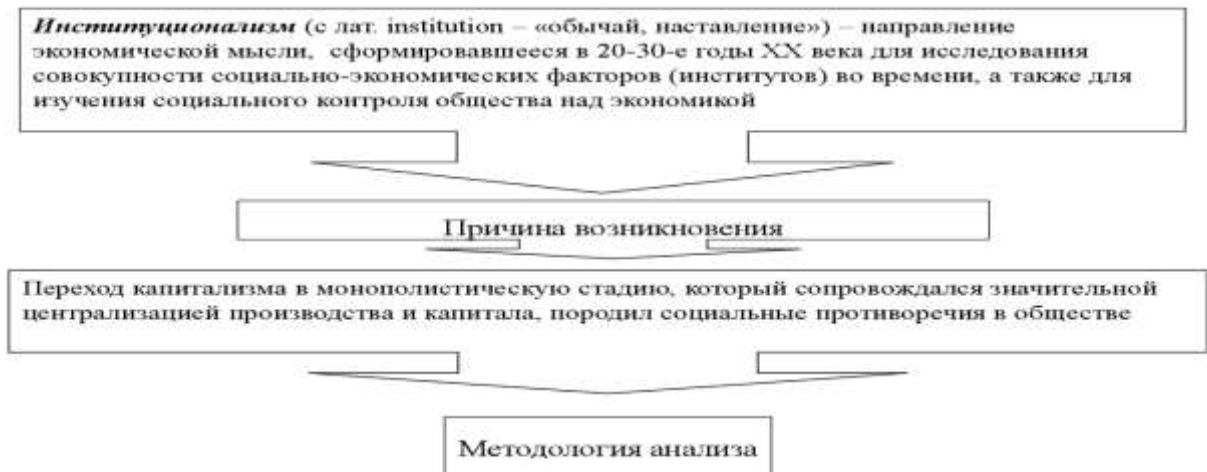 Институционализм (с лат. institution – «обычай, наставление») – направление
экономической мысли, сформировавшееся в 20-30-е годы XX века для исследования
совокупности социально-экономических факторов (институтов) во времени, а также для
изучения социального контроля общества над экономикой
Причина возникновения
Переход капитализма в монополистическую стадию, который сопровождался значительной
централизацией производства и капитала, породил социальные противоречия в обществе
Методология анализа